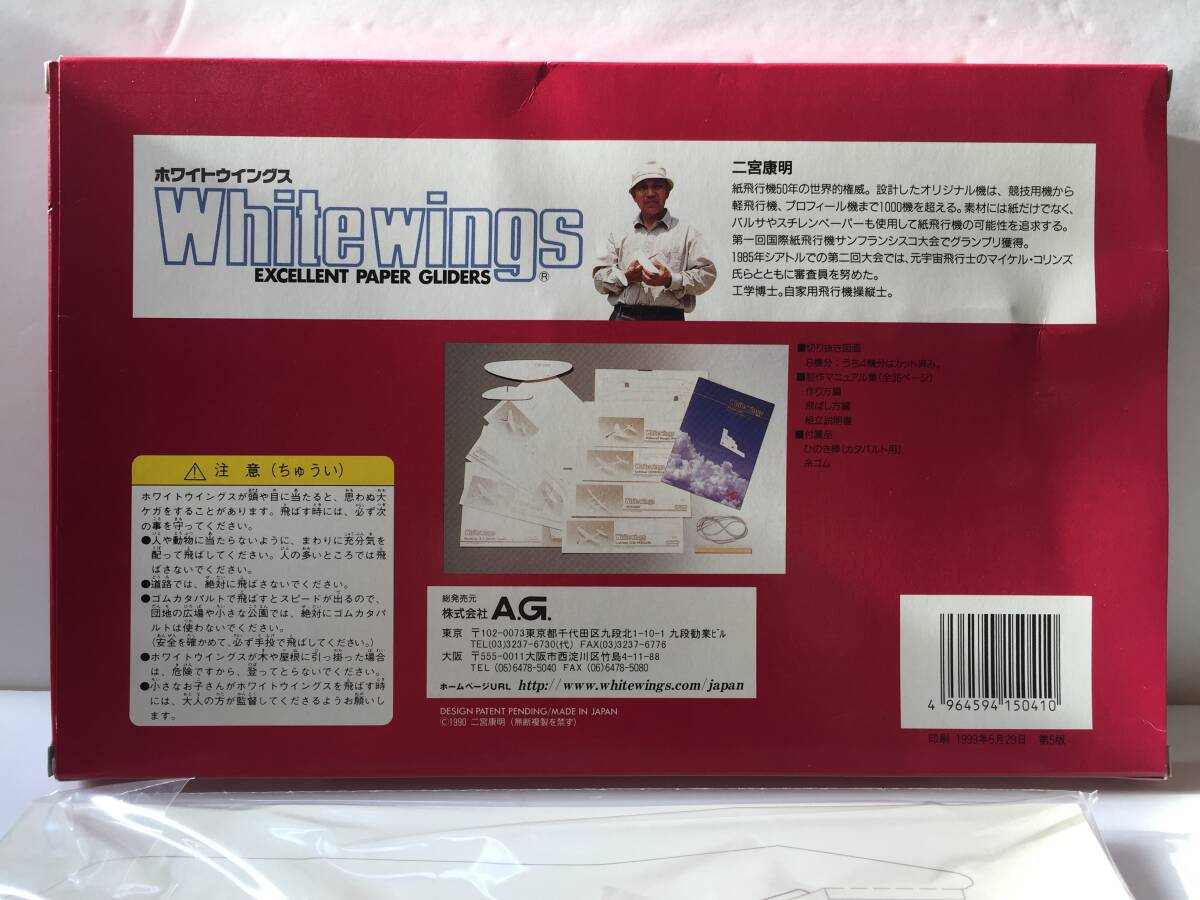 ホワイトウイングス
Whitewings
EXCELLENT PAPER GLIDERS ®
二宮康明
紙飛行機50年の世界的権威。設計したオリジナル機は、競技用機から
軽飛行機、プロフィール機まで1000機を超える。素材には紙だけでなく、
バルサやスチレンペーパーも使用して紙飛行機の可能性を追求する。
第一回国際紙飛行機サンフランシスコ大会でグランプリ獲得。
1985年シアトルでの第二回大会では、元宇宙飛行士のマイケル・コリンズ
氏らとともに審査員を努めた。
工学博士。自家用飛行機操縦士。
■切り抜き図面
8機分：うち4機分はカット済み。
■製作マニュアル集(全36ページ)
作り方編
飛ばし方編
組立説明書
■付属品
ひのき棒(カタパルト用)
糸ゴム
Whitewings
Whitewings
Whitewings
Whitewings
Whitewings
Whitewings
注 意 (ちゅうい)
ホワイトウイングスが頭や目に当たると、思わぬ大
ケガをすることがあります。飛ばす時には、必ず次
の事を守ってください。
●人や動物に当たらないように、まわりに充分気を
配って飛ばしてください。人の多いところでは飛
ばさないでください。
●道路では、絶対に飛ばさないでください。
●ゴムカタパルトで飛ばすとスピードが出るので、
団地の広場や小さな公園では、絶対にゴムカタパ
ルトは使わないでください。
(安全を確かめて、必ず手投で飛ばしてください。)
●ホワイトウイングスが木や屋根に引っ掛った場合
は、危険ですから、登ってとらないでください。
●小さなお子さんがホワイトウイングスを飛ばす時
には、大人の方が監督してくださるようお願いし
ます。
総発売元
株式会社 A.G.
東京 〒102-0073東京都千代田区九段北1-10-1 九段勧業ビル
TEL(03)3237-6730(代) FAX(03)3237-6776
大阪 〒555-0011大阪市西淀川区竹島4-11-88
TEL (06)6478-5040 FAX (06)6478-5080
ホームページURL http://www.whitewings.com/japan
DESIGN PATENT PENDING/MADE IN JAPAN
©1990 二宮康明 (無断複製を禁ず)
4 964594 150410
印刷 1999年5月29日 第5版